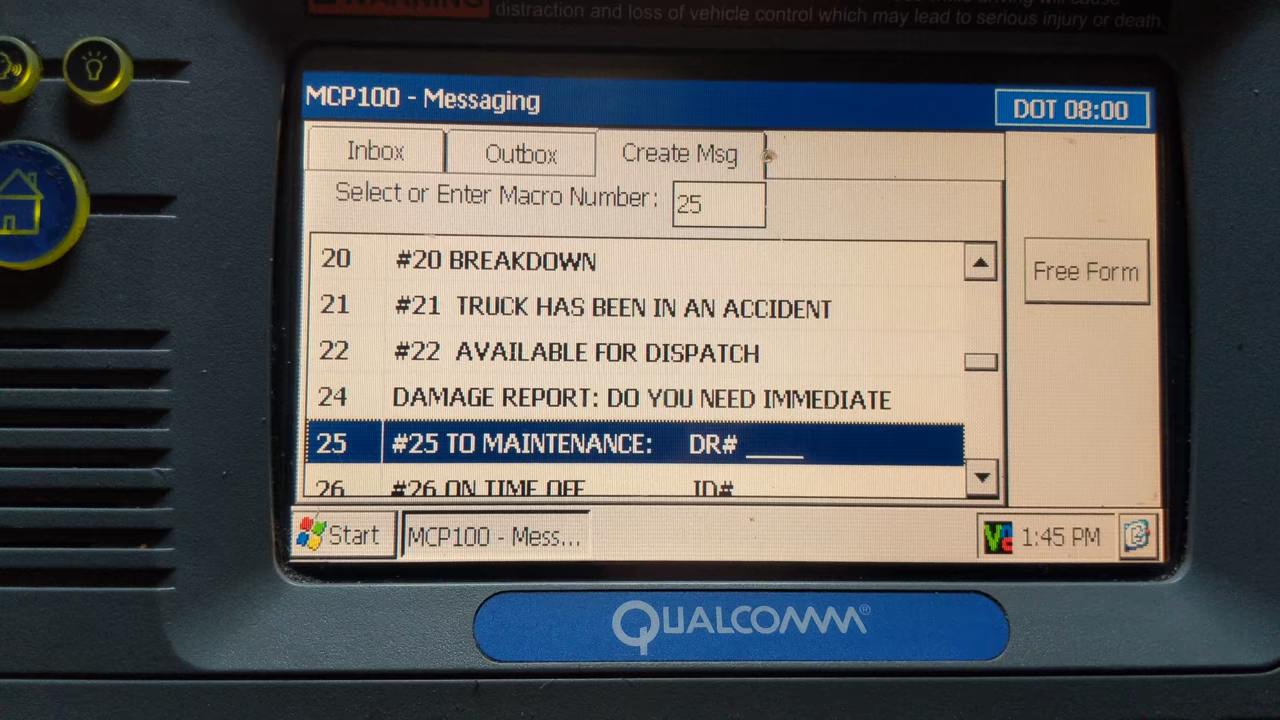 WARNING
distraction and loss of vehicle control which may lead to serious injury or death.
MCP100 - Messaging
DOT 08:00
Inbox
Outbox
Create Msg
Select or Enter Macro Number:
25
Free Form
20 #20 BREAKDOWN
21 #21 TRUCK HAS BEEN IN AN ACCIDENT
22 #22 AVAILABLE FOR DISPATCH
24 DAMAGE REPORT: DO YOU NEED IMMEDIATE
25 #25 TO MAINTENANCE: DR# ____
26 #26 ON TIME OFF ID#
Start
MCP100 - Mess...
1:45 PM
QUALCOMM®